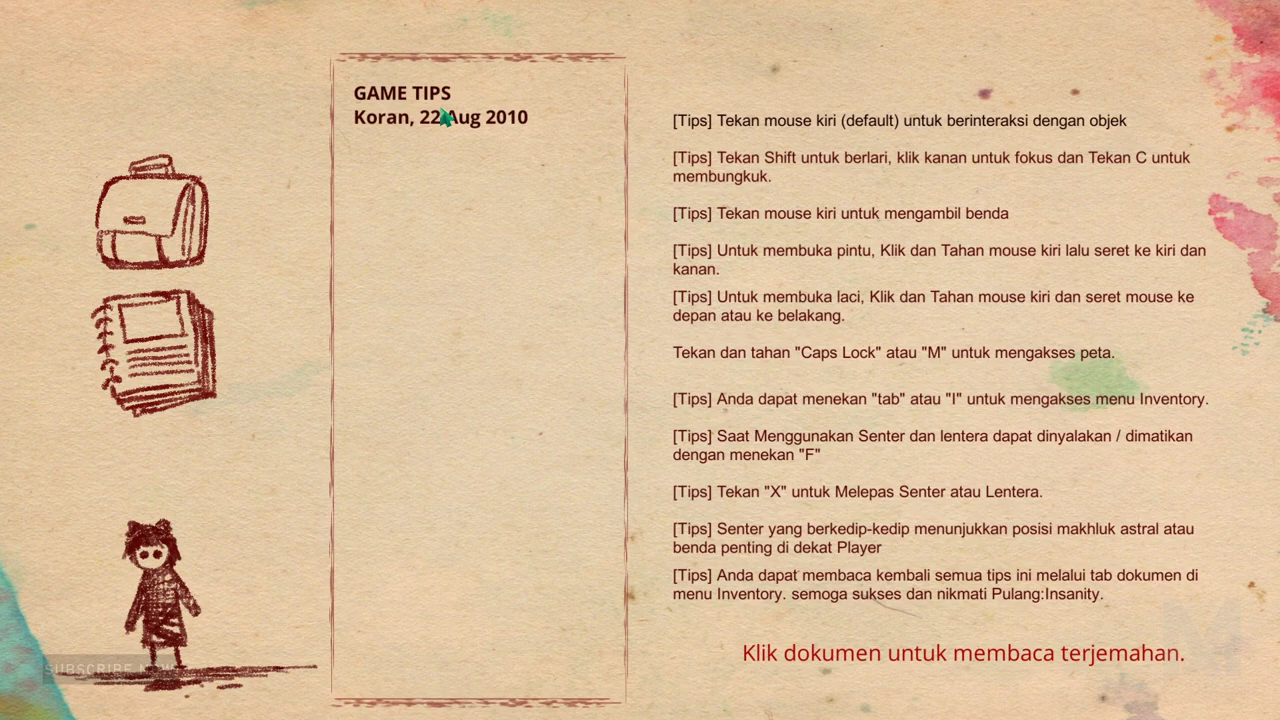 GAME TIPS
Koran, 22 Aug 2010
[Tips] Tekan mouse kiri (default) untuk berinteraksi dengan objek
[Tips] Tekan Shift untuk berlari, klik kanan untuk fokus dan Tekan C untuk
membungkuk.
[Tips] Tekan mouse kiri untuk mengambil benda
[Tips] Untuk membuka pintu, Klik dan Tahan mouse kiri lalu seret ke kiri dan
kanan.
[Tips] Untuk membuka laci, Klik dan Tahan mouse kiri dan seret mouse ke
depan atau ke belakang.
Tekan dan tahan "Caps Lock" atau "M" untuk mengakses peta.
[Tips] Anda dapat menekan "tab" atau "I" untuk mengakses menu Inventory.
[Tips] Saat Menggunakan Senter dan lentera dapat dinyalakan / dimatikan
dengan menekan "F"
[Tips] Tekan "X" untuk Melepas Senter atau Lentera.
[Tips] Senter yang berkedip-kedip menunjukkan posisi makhluk astral atau
benda penting di dekat Player
[Tips] Anda dapat membaca kembali semua tips ini melalui tab dokumen di
menu Inventory. semoga sukses dan nikmati Pulang:Insanity.
Klik dokumen untuk membaca terjemahan.
SUBSCRIBE NOW